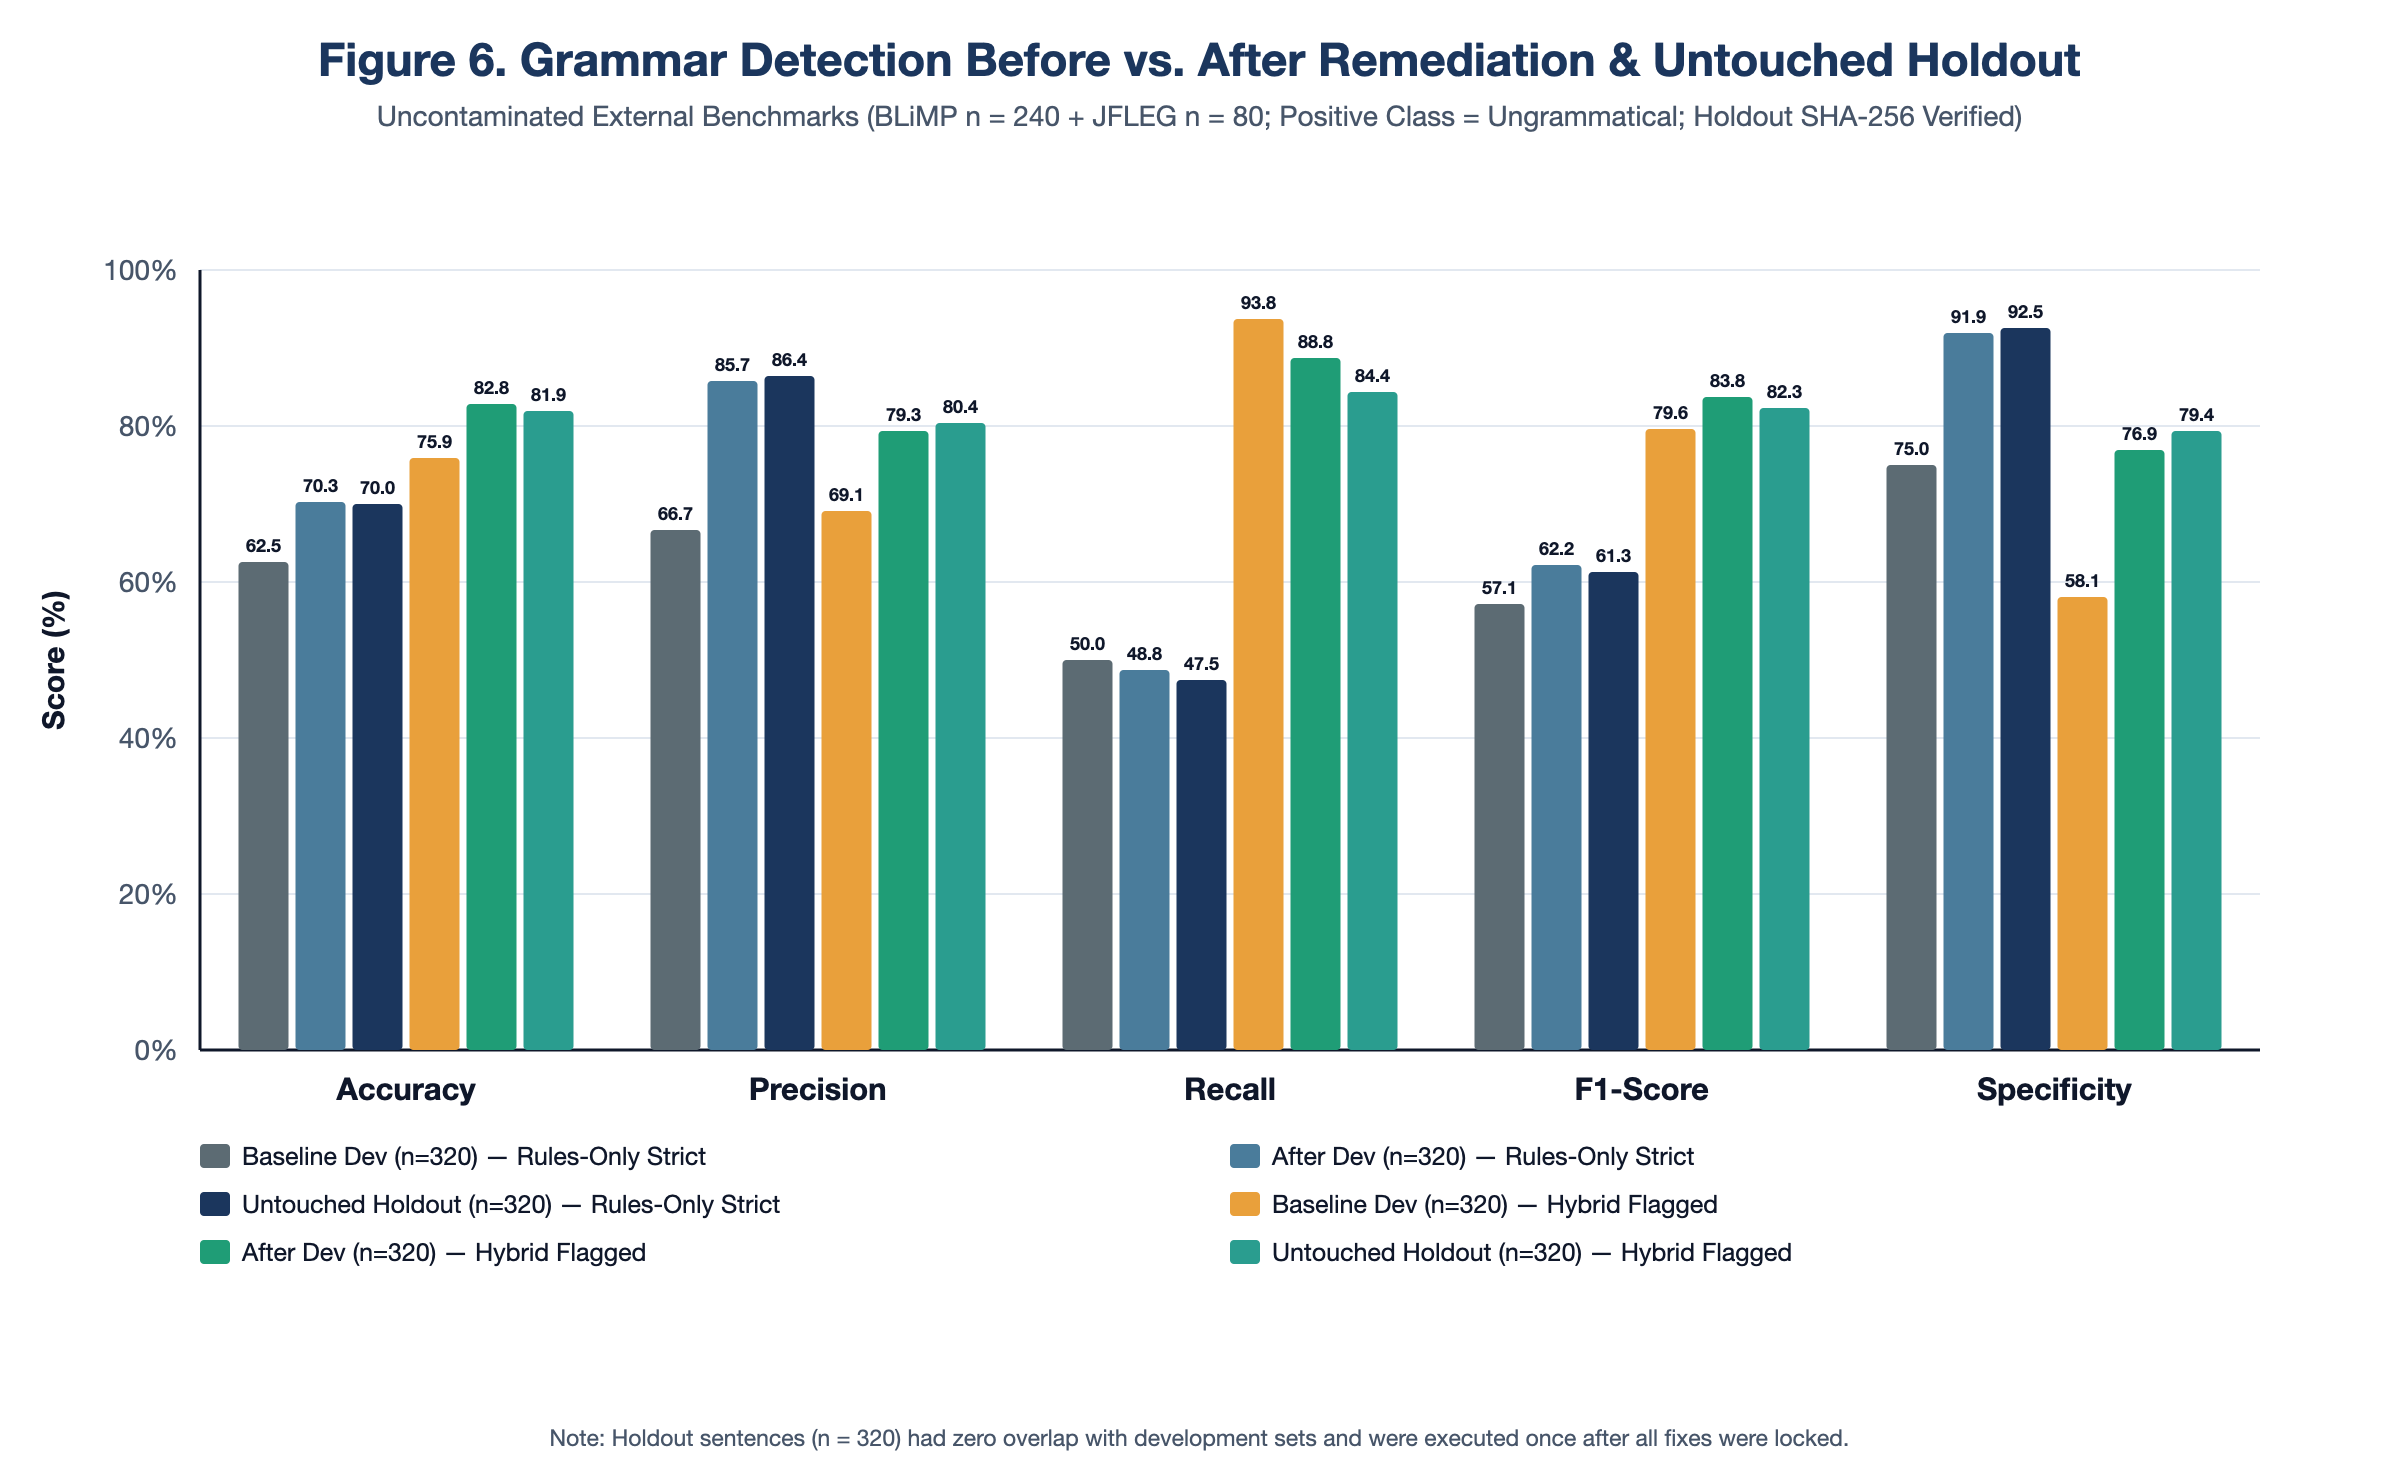 Figure 6. Grammar Detection Before vs. After Remediation & Untouched Holdout
Uncontaminated External Benchmarks (BLiMP n = 240 + JFLEG n = 80; Positive Class = Ungrammatical; Holdout SHA-256 Verified)
Score (%)
100%
80%
60%
40%
20%
0%
62.5 70.3 70.0 75.9 82.8 81.9
66.7 85.7 86.4 69.1 79.3 80.4
50.0 48.8 47.5 93.8 88.8 84.4
57.1 62.2 61.3 79.6 83.8 82.3
75.0 91.9 92.5 58.1 76.9 79.4
Accuracy Precision Recall F1-Score Specificity
Baseline Dev (n=320) — Rules-Only Strict
After Dev (n=320) — Rules-Only Strict
Untouched Holdout (n=320) — Rules-Only Strict
Baseline Dev (n=320) — Hybrid Flagged
After Dev (n=320) — Hybrid Flagged
Untouched Holdout (n=320) — Hybrid Flagged
Note: Holdout sentences (n = 320) had zero overlap with development sets and were executed once after all fixes were locked.